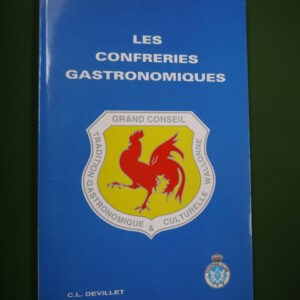 LES
CONFRERIES
GASTRONOMIQUES
GRAND CONSEIL
TRADITION GASTRONOMIQUE & CULTURELLE WALLONNE
C.L. DEVILLET